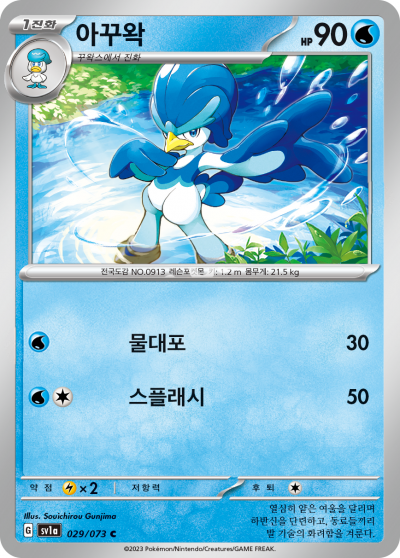 1진화
아꾸왁
HP 90
꾸왁스에서 진화
전국도감 NO.0913 레슨포켓몬 키: 1.2 m 몸무게: 21.5 kg
물대포 30
스플래시 50
약점 ×2 저항력 후퇴
Illus. Souichirou Gunjima
G sv1a 029/073 C
열심히 얕은 여울을 달리며
하반신을 단련하고, 동료들끼리
발 기술의 화려함을 겨룬다.
©2023 Pokémon/Nintendo/Creatures/GAME FREAK.